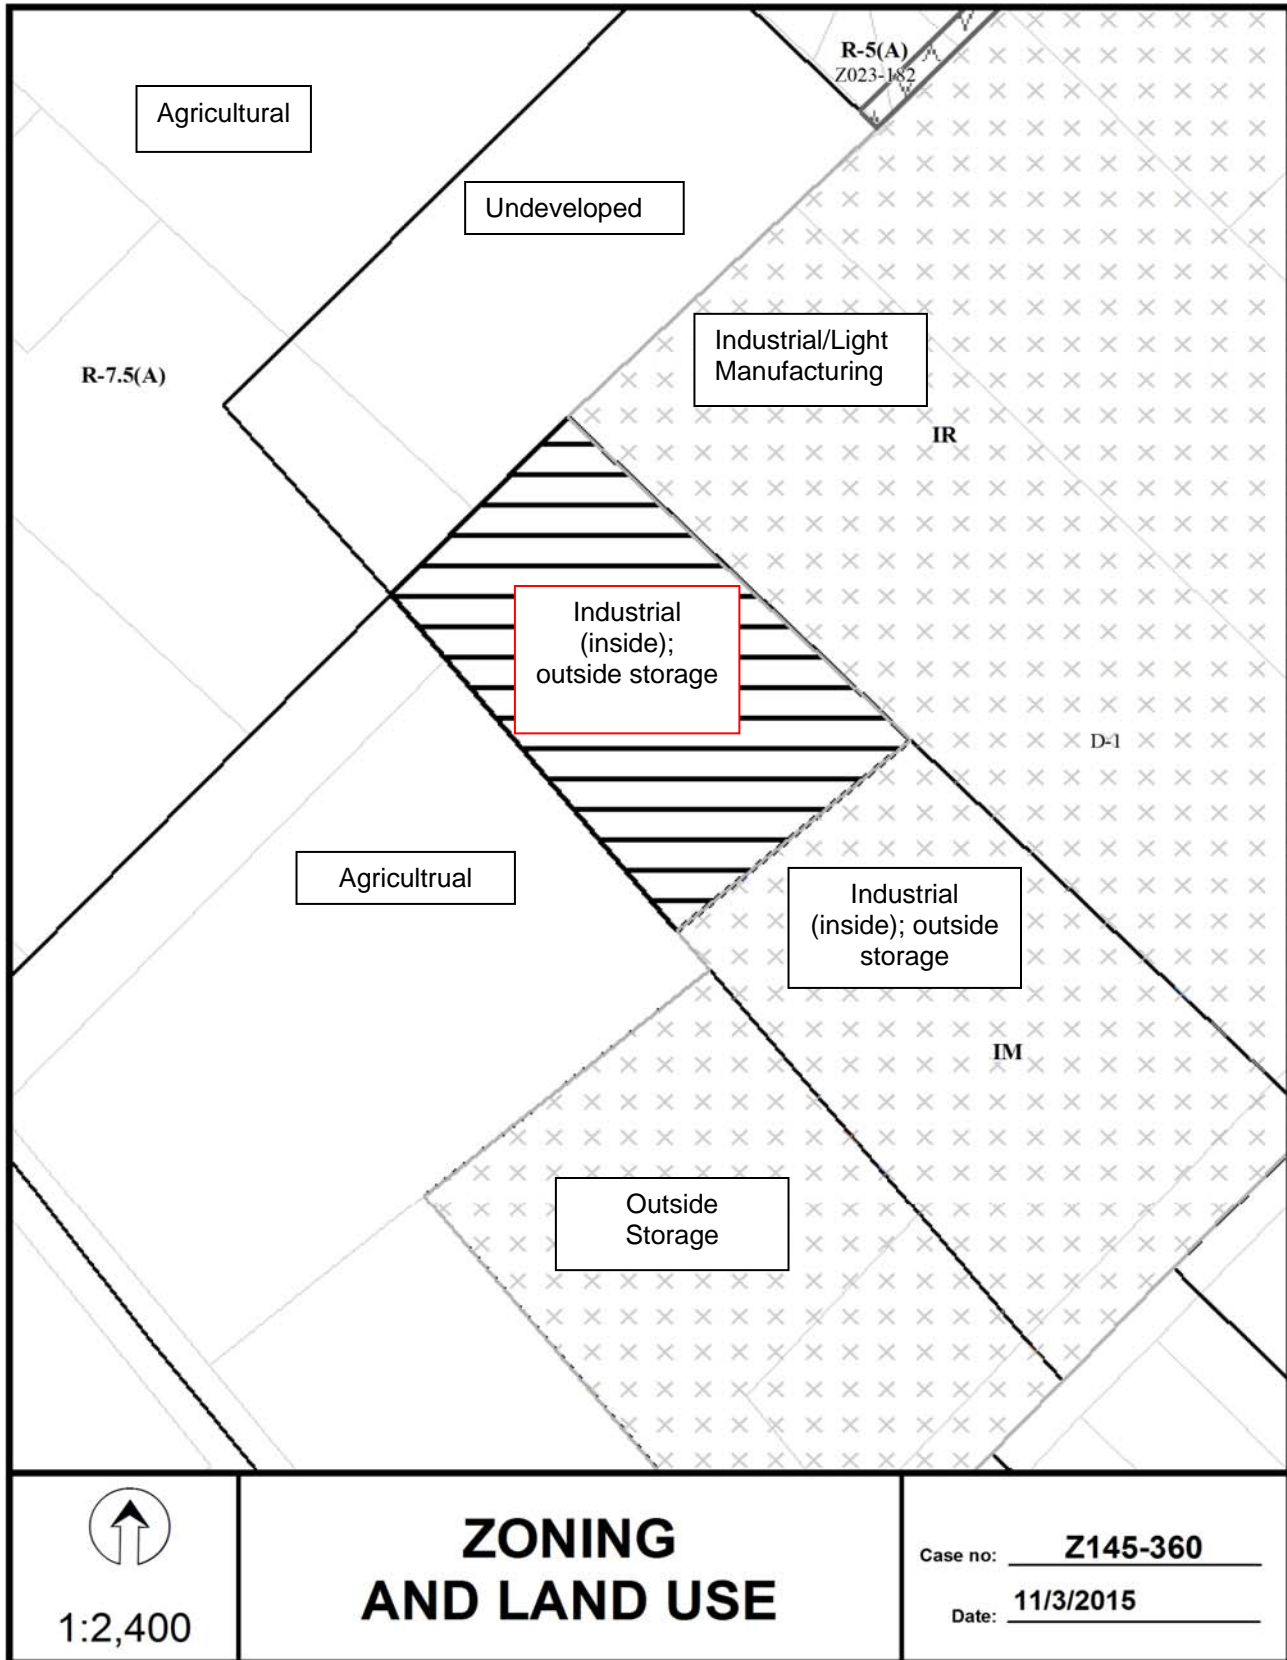 R-5(A)
Z023-182
Agricultural
Undeveloped
Industrial/Light
Manufacturing
R-7.5(A)
IR
Industrial
(inside);
outside storage
D-1
Agricultrual
Industrial
(inside); outside
storage
IM
Outside
Storage
1:2,400
ZONING
AND LAND USE
Case no: Z145-360
Date: 11/3/2015